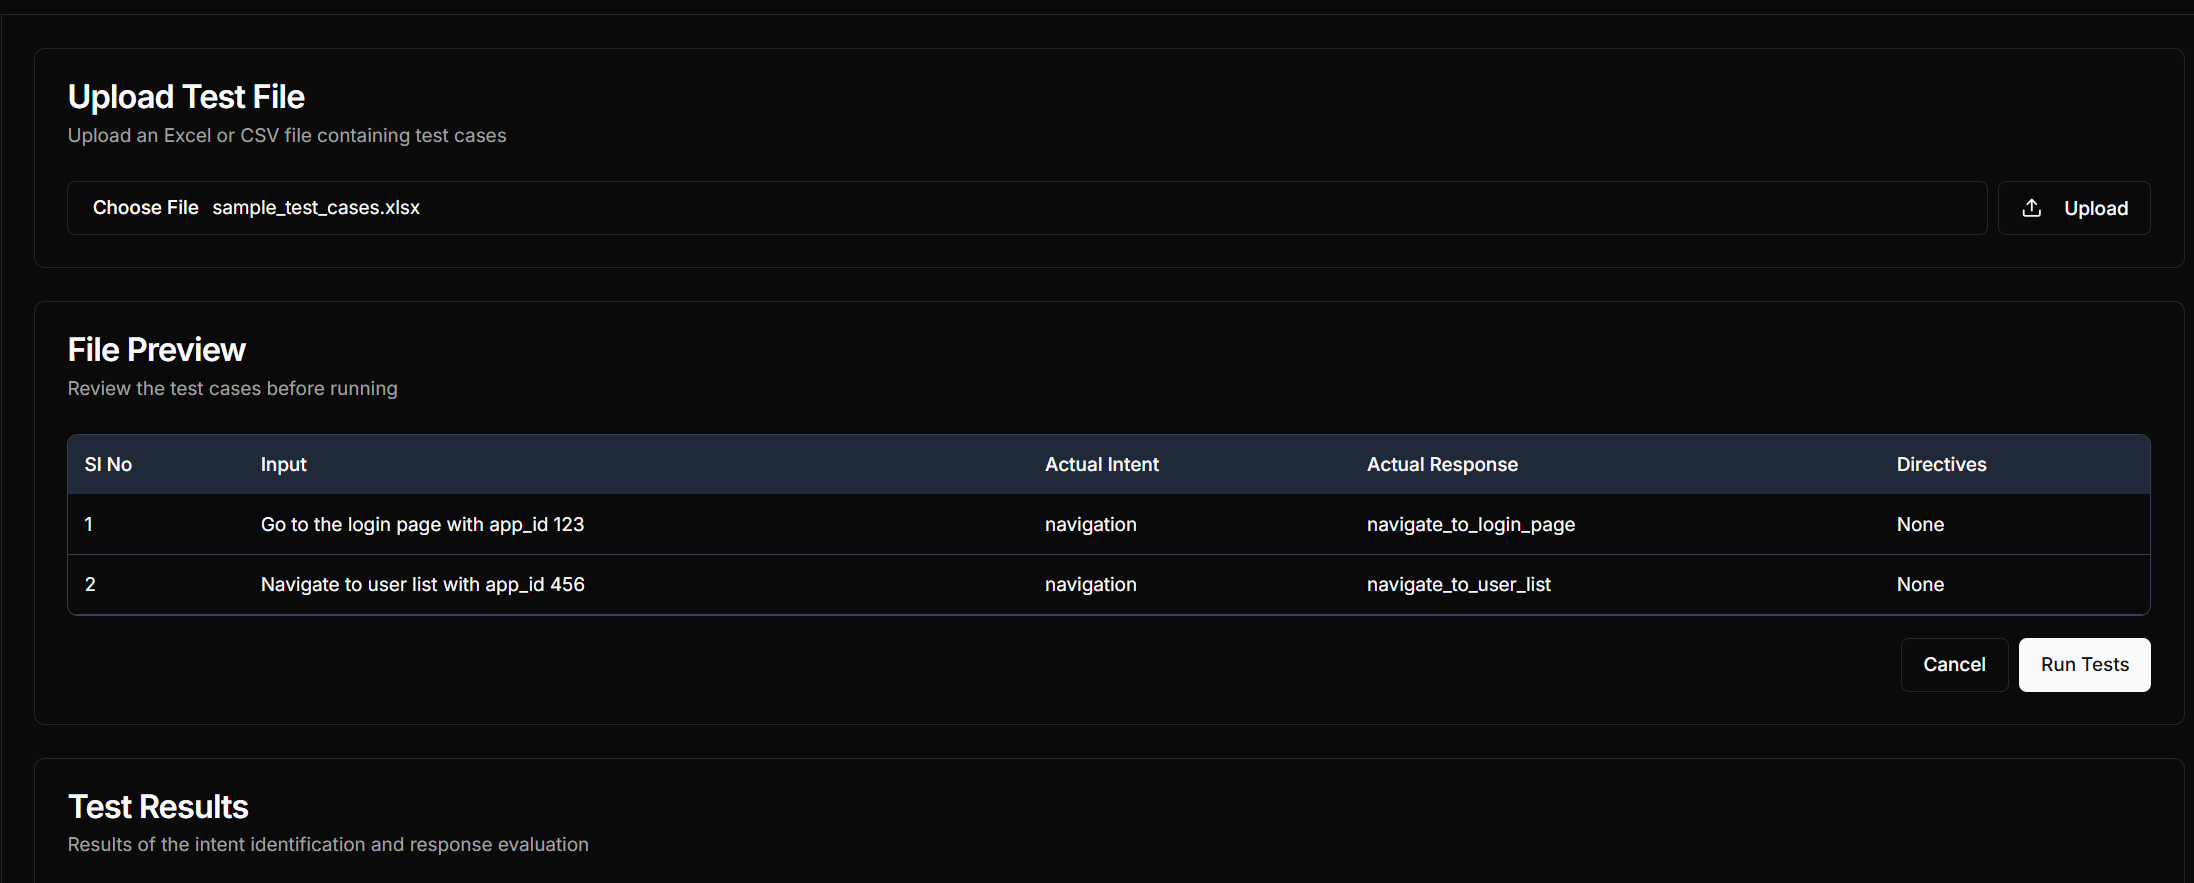 Upload Test File
Upload an Excel or CSV file containing test cases
Choose File sample_test_cases.xlsx
Upload
File Preview
Review the test cases before running
SI No Input Actual Intent Actual Response Directives
1 Go to the login page with app_id 123 navigation navigate_to_login_page None
2 Navigate to user list with app_id 456 navigation navigate_to_user_list None
Cancel Run Tests
Test Results
Results of the intent identification and response evaluation